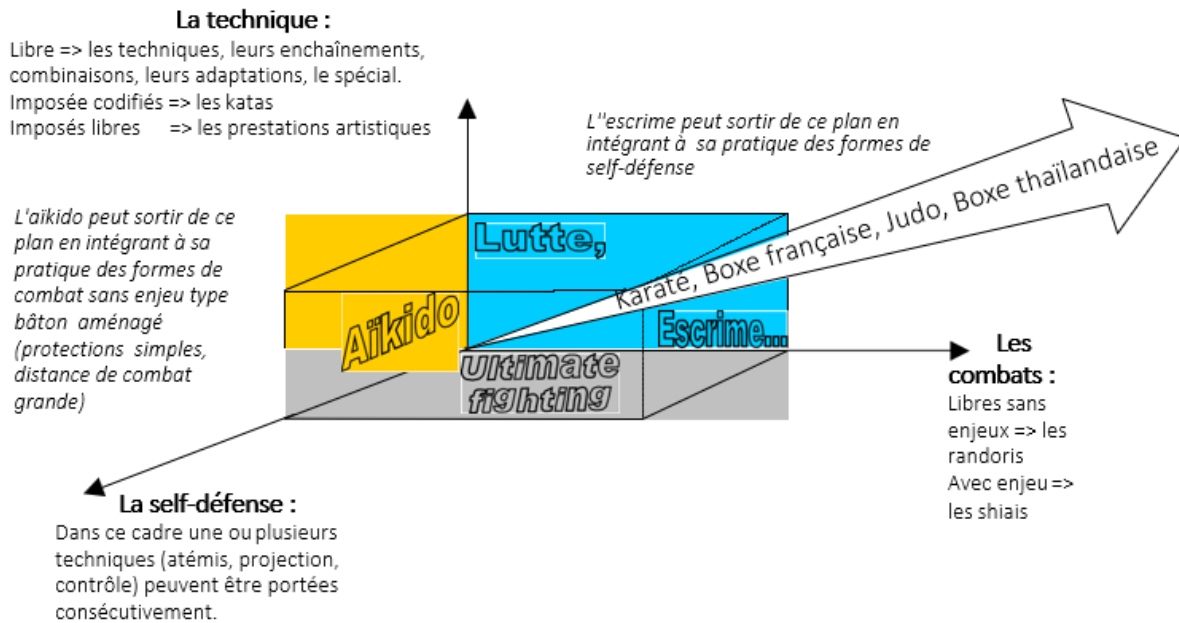 La technique :
Libre => les techniques, leurs enchaînements,
combinaisons, leurs adaptations, le spécial.
Imposée codifiés => les katas
Imposés libres => les prestations artistiques
L''escrime peut sortir de ce plan en
intégrant à sa pratique des formes de
self-défense
L'aïkido peut sortir de ce
plan en intégrant à sa
pratique des formes de
combat sans enjeu type
bâton aménagé
(protections simples,
distance de combat
grande)
Lutte,
Karaté, Boxe française, Judo, Boxe thaïlandaise
Aïkido
Escrime...
Ultimate
fighting
Les
combats :
Libres sans
enjeux => les
randoris
Avec enjeu =>
les shiais
La self-défense :
Dans ce cadre une ou plusieurs
techniques (atémis, projection,
contrôle) peuvent être portées
consécutivement.